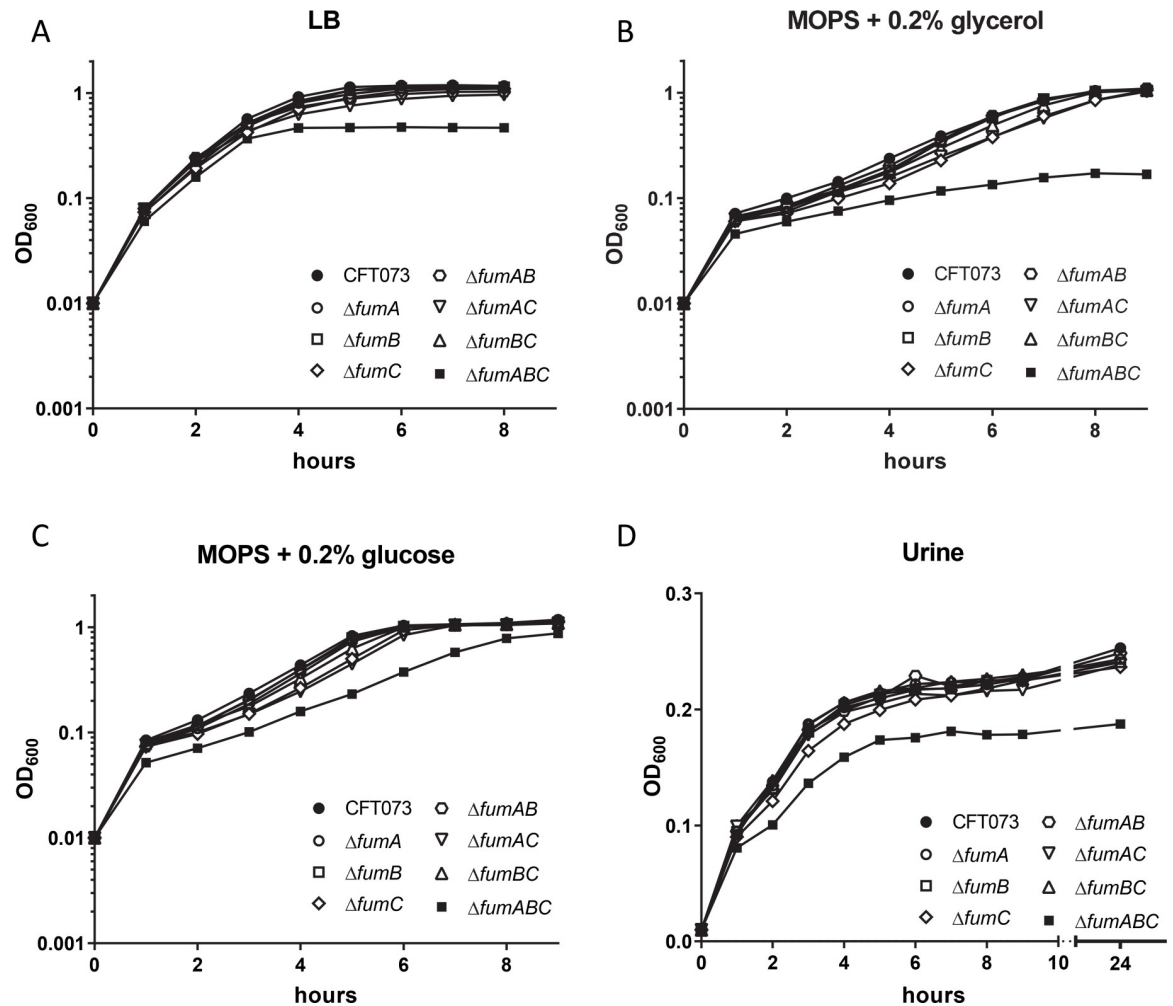 A
LB
OD600
1
0.1
0.01
0.001
CFT073
ΔfumA
ΔfumB
ΔfumC
ΔfumAB
ΔfumAC
ΔfumBC
ΔfumABC
0 2 4 6 8
hours
B
MOPS + 0.2% glycerol
OD600
1
0.1
0.01
0.001
CFT073
ΔfumA
ΔfumB
ΔfumC
ΔfumAB
ΔfumAC
ΔfumBC
ΔfumABC
0 2 4 6 8
hours
C
MOPS + 0.2% glucose
OD600
1
0.1
0.01
0.001
CFT073
ΔfumA
ΔfumB
ΔfumC
ΔfumAB
ΔfumAC
ΔfumBC
ΔfumABC
0 2 4 6 8
hours
D
Urine
OD600
0.3
0.2
0.1
0.0
CFT073
ΔfumA
ΔfumB
ΔfumC
ΔfumAB
ΔfumAC
ΔfumBC
ΔfumABC
0 2 4 6 8 10 24
hours